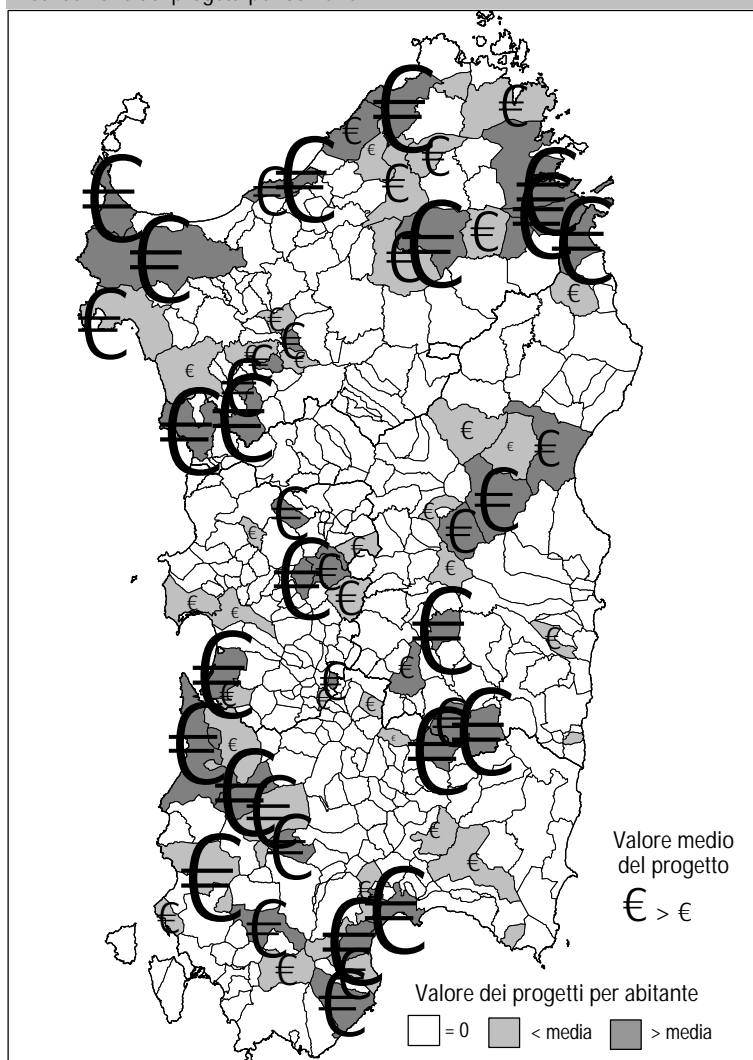 Valore medio
del progetto
€ > €
Valore dei progetti per abitante
= 0 < media > media